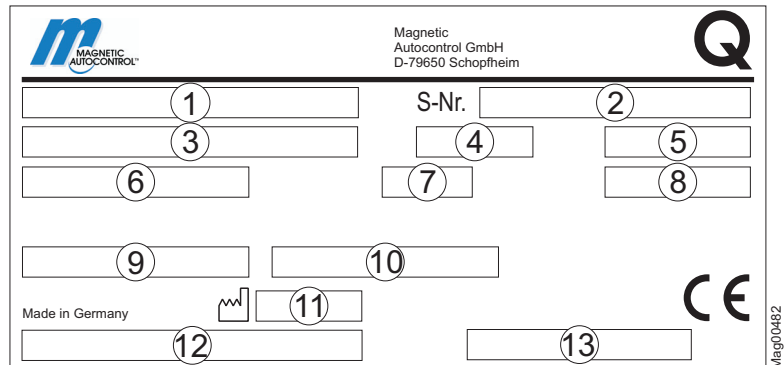 MAGNETIC
AUTOCONTROL™
Magnetic
Autocontrol GmbH
D-79650 Schopfheim
Q
1
S-Nr.
2
3
4
5
6
7
8
9
10
11
Made in Germany
CE
12
13
Mag00482